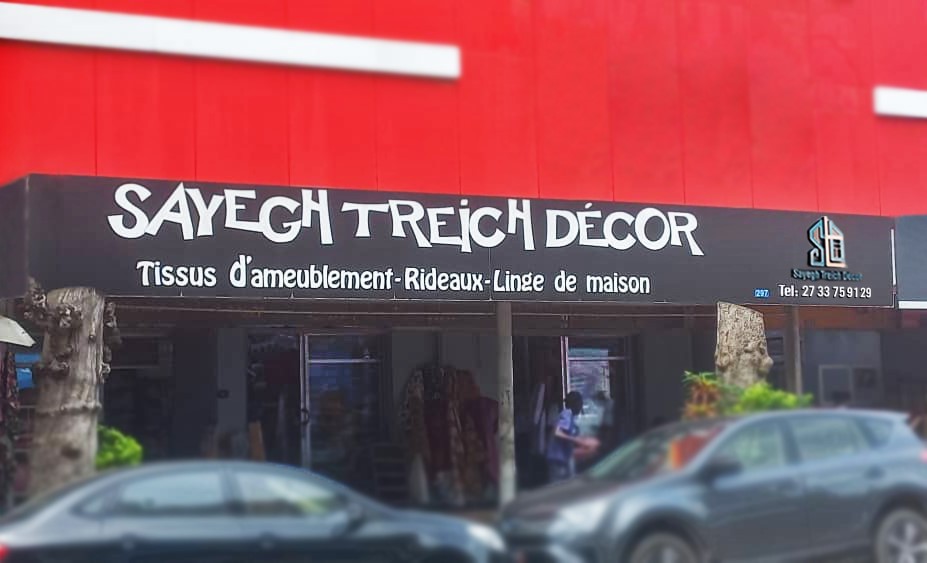 SAYEGH TREICH DÉCOR
Tissus d'ameublement-Rideaux-Linge de maison
Sayegh Treich Décor
297
Tel: 27 33 75 91 29